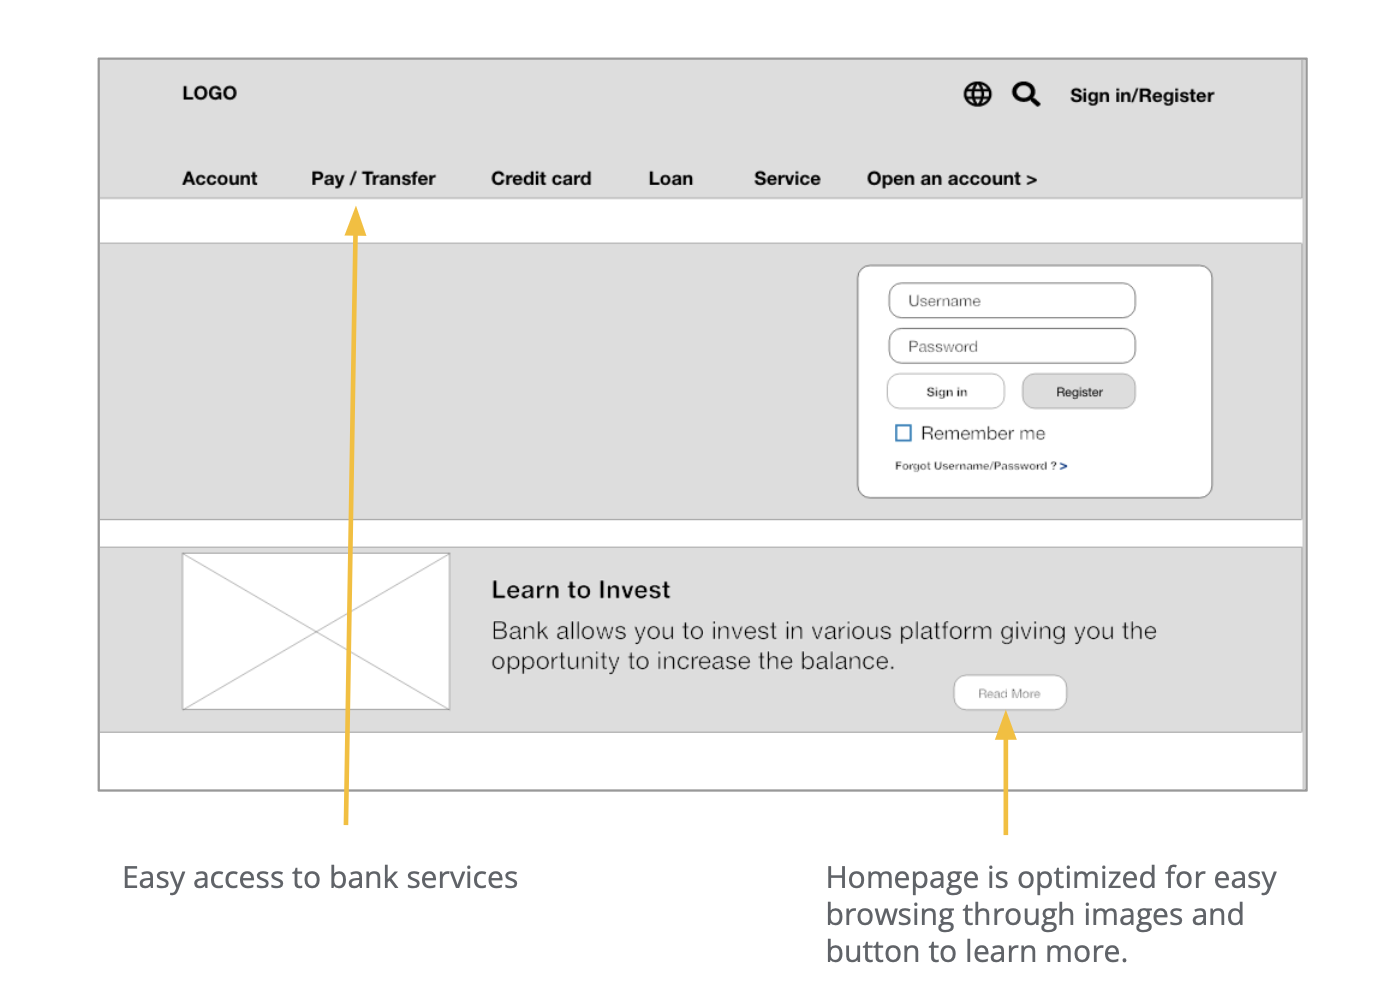 LOGO
Sign in/Register
Account Pay / Transfer Credit card Loan Service Open an account >
Username
Password
Sign in Register
Remember me
Forgot Username/Password ? >
Learn to Invest
Bank allows you to invest in various platform giving you the
opportunity to increase the balance.
Read More
Easy access to bank services
Homepage is optimized for easy
browsing through images and
button to learn more.